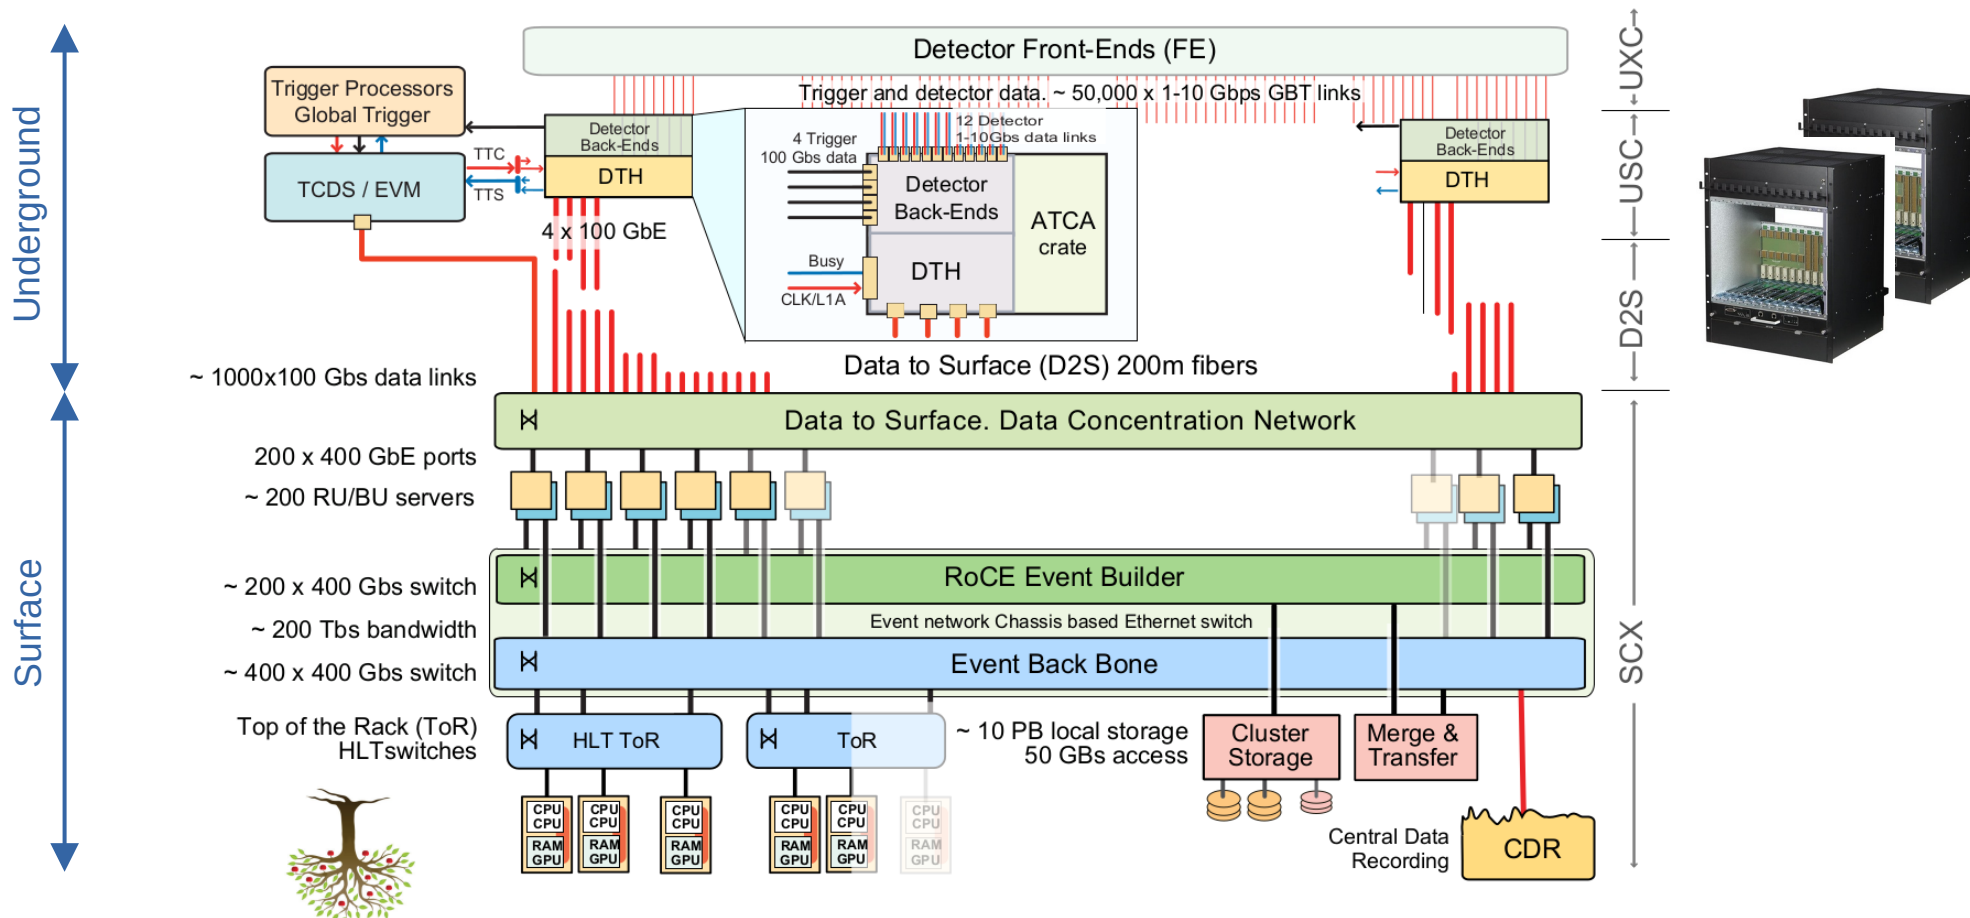 Detector Front-Ends (FE)
Trigger and detector data. ~ 50,000 x 1-10 Gbps GBT links
Underground
Surface
UXC
USC
D2S
SCX
Trigger Processors
Global Trigger
TTC
TTS
TCDS / EVM
Detector
Back-Ends
DTH
4 x 100 GbE
12 Detector
1-10Gbs data links
4 Trigger
100 Gbs data
Detector
Back-Ends
DTH
ATCA
crate
Busy
CLK/L1A
Detector
Back-Ends
DTH
Data to Surface (D2S) 200m fibers
~ 1000x100 Gbs data links
Data to Surface. Data Concentration Network
200 x 400 GbE ports
~ 200 RU/BU servers
~ 200 x 400 Gbs switch
RoCE Event Builder
~ 200 Tbs bandwidth
Event network Chassis based Ethernet switch
~ 400 x 400 Gbs switch
Event Back Bone
Top of the Rack (ToR)
HLTswitches
HLT ToR
ToR
~ 10 PB local storage
50 GBs access
Cluster
Storage
Merge &
Transfer
CPU
CPU
RAM
GPU
CPU
CPU
RAM
GPU
CPU
CPU
RAM
GPU
CPU
CPU
RAM
GPU
CPU
CPU
RAM
GPU
CPU
CPU
RAM
GPU
Central Data
Recording
CDR